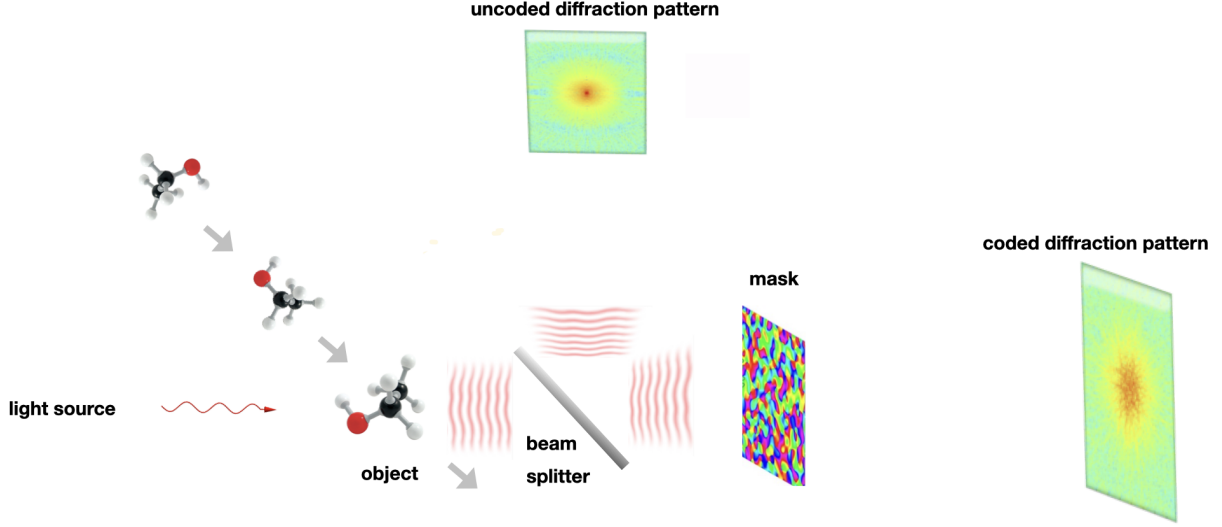 uncoded diffraction pattern
coded diffraction pattern
mask
light source
object
beam
splitter